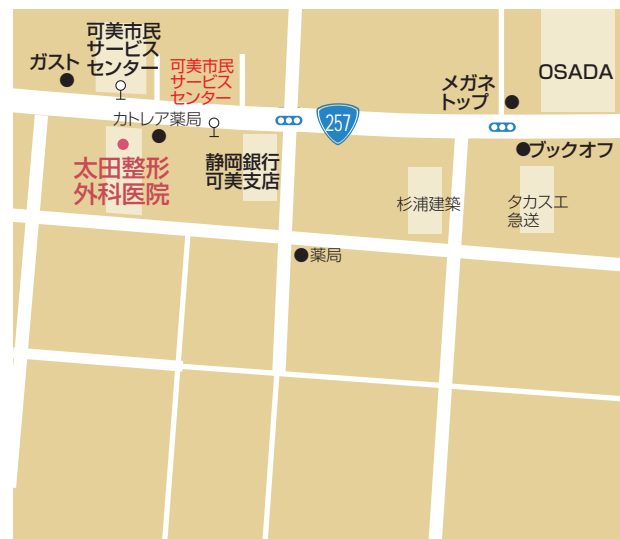 可美市民
サービス
センター
ガスト
可美市民
サービス
センター
メガネ
トップ
OSADA
カトレア薬局
257
ブックオフ
太田整形
外科医院
静岡銀行
可美支店
杉浦建築
タカスエ
急送
薬局